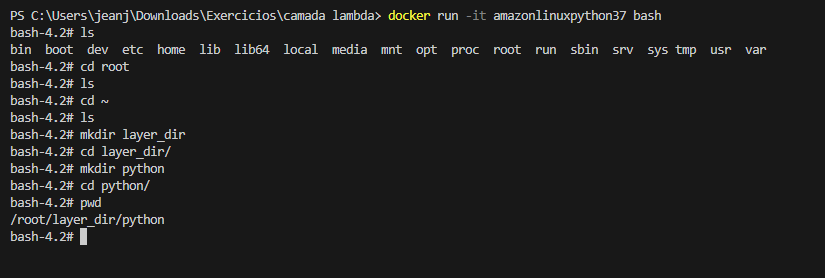 PS C:\Users\jeanj\Downloads\Exercicios\camada lambda> docker run -it amazonlinuxpython37 bash
bash-4.2# ls
bin  boot  dev  etc  home  lib  lib64  local  media  mnt  opt  proc  root  run  sbin  srv  sys tmp  usr  var
bash-4.2# cd root
bash-4.2# ls
bash-4.2# cd ~
bash-4.2# ls
bash-4.2# mkdir layer_dir
bash-4.2# cd layer_dir/
bash-4.2# mkdir python
bash-4.2# cd python/
bash-4.2# pwd
/root/layer_dir/python
bash-4.2#